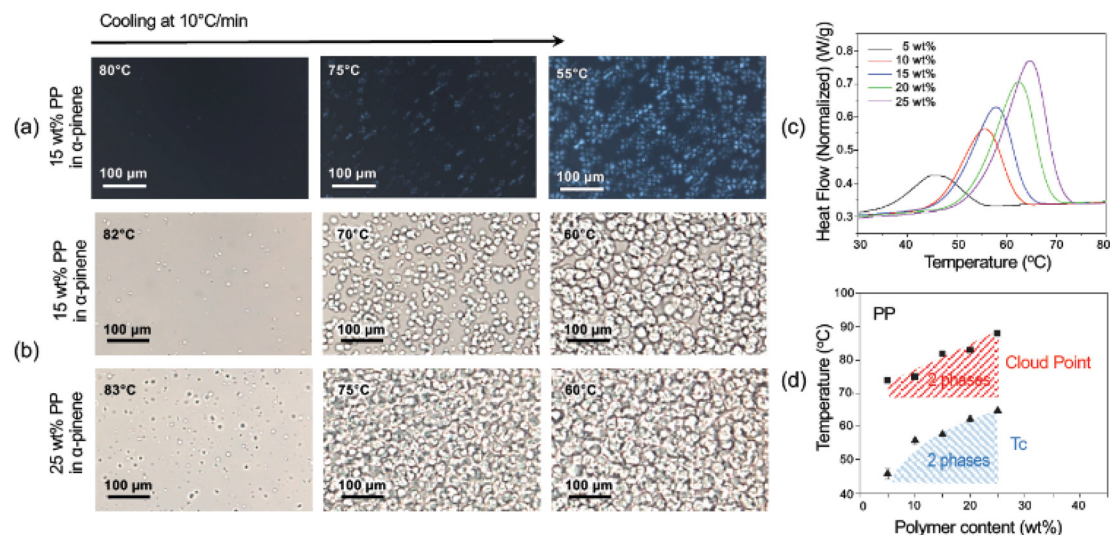 Cooling at 10°C/min
(a)
15 wt% PP
in α-pinene
80°C
100 µm
75°C
100 µm
55°C
100 µm
(b)
15 wt% PP
in α-pinene
82°C
100 µm
70°C
100 µm
60°C
100 µm
25 wt% PP
in α-pinene
83°C
100 µm
75°C
100 µm
60°C
100 µm
(c)
Heat Flow (Normalized) (W/g)
0.8
0.7
0.6
0.5
0.4
0.3
5 wt%
10 wt%
15 wt%
20 wt%
25 wt%
30 40 50 60 70 80
Temperature (°C)
(d)
Temperature (°C)
100
90
80
70
60
50
40
PP
2 phases
Cloud Point
2 phases
Tc
0 10 20 30 40
Polymer content (wt%)